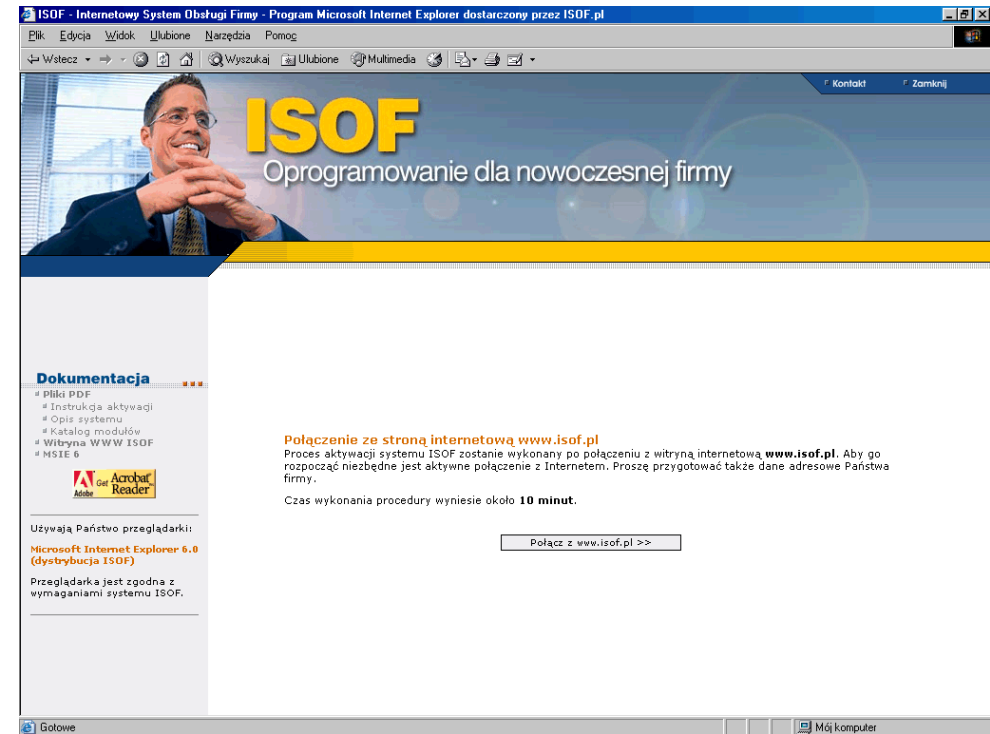 ISOF - Internetowy System Obsługi Firmy - Program Microsoft Internet Explorer dostarczony przez ISOF.pl
Plik Edycja Widok Ulubione Narzędzia Pomoc
Wstecz Wyszukaj Ulubione Multimedia
Kontakt Zamknij
ISOF
Oprogramowanie dla nowoczesnej firmy
Dokumentacja
Pliki PDF
Instrukcja aktywacji
Opis systemu
Katalog modułów
Witryna WWW ISOF
MSIE 6
Adobe Get Acrobat Reader
Używają Państwo przeglądarki:
Microsoft Internet Explorer 6.0
(dystrybucja ISOF)
Przeglądarka jest zgodna z
wymaganiami systemu ISOF.
Połączenie ze stroną internetową www.isof.pl
Proces aktywacji systemu ISOF zostanie wykonany po połączeniu z witryną internetową www.isof.pl. Aby go
rozpocząć niezbędne jest aktywne połączenie z Internetem. Proszę przygotować także dane adresowe Państwa
firmy.
Czas wykonania procedury wyniesie około 10 minut.
Połącz z www.isof.pl >>
Gotowe
Mój komputer